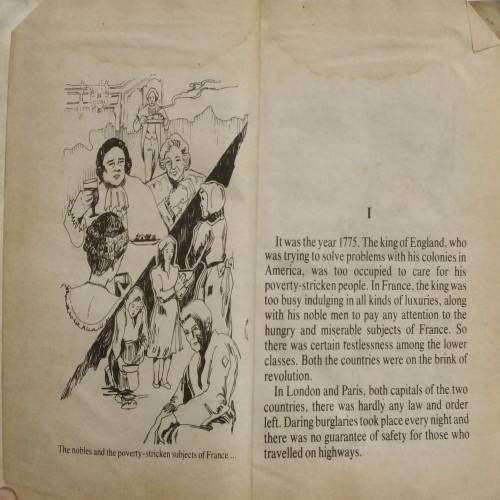 The nobles and the poverty-stricken subjects of France ...
I
It was the year 1775. The king of England, who
was trying to solve problems with his colonies in
America, was too occupied to care for his
poverty-stricken people. In France, the king was
too busy indulging in all kinds of luxuries, along
with his noble men to pay any attention to the
hungry and miserable subjects of France. So
there was certain restlessness among the lower
classes. Both the countries were on the brink of
revolution.
In London and Paris, both capitals of the two
countries, there was hardly any law and order
left. Daring burglaries took place every night and
there was no guarantee of safety for those who
travelled on highways.